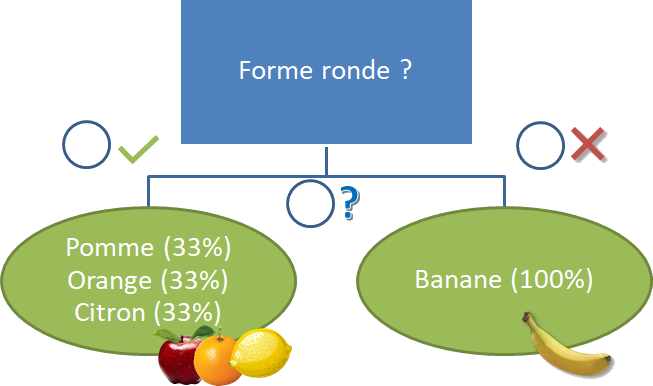 Forme ronde ?
?
Pomme (33%)
Orange (33%)
Citron (33%)
Banane (100%)